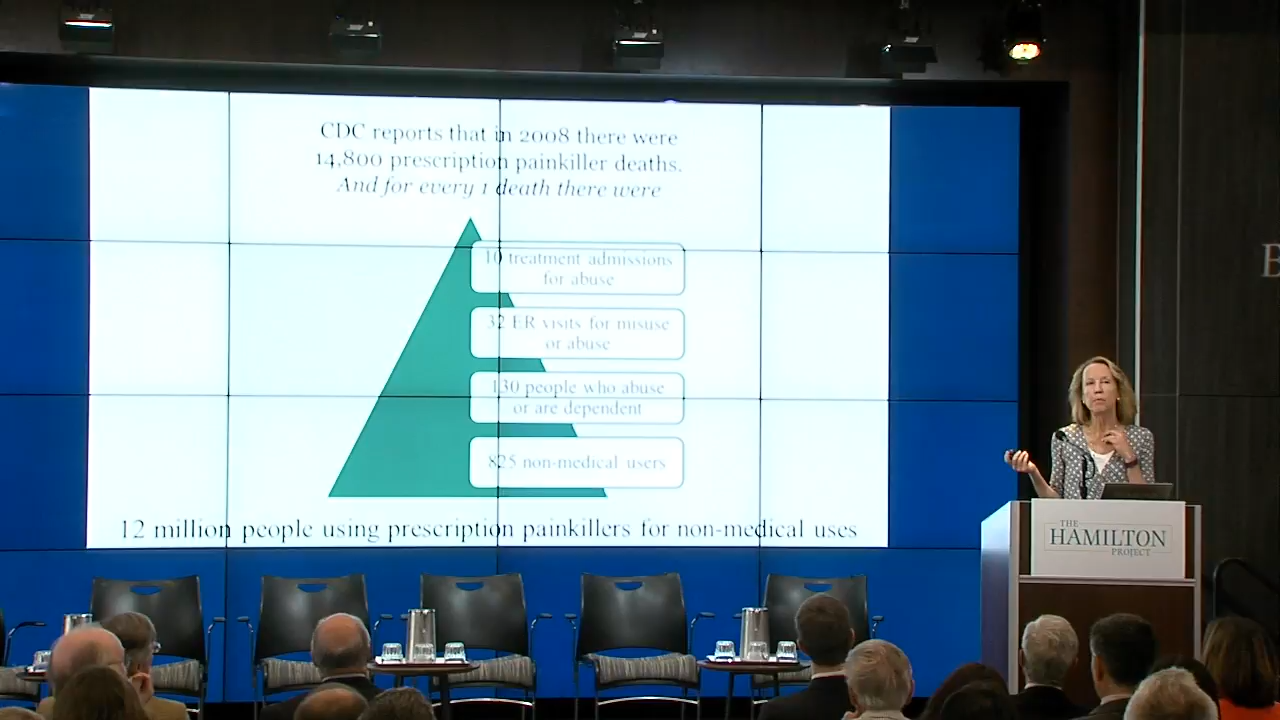 CDC reports that in 2008 there were
14,800 prescription painkiller deaths.
And for every 1 death there were
10 treatment admissions
for abuse
32 ER visits for misuse
or abuse
130 people who abuse
or are dependent
825 non-medical users
12 million people using prescription painkillers for non-medical uses
THE
HAMILTON
PROJECT